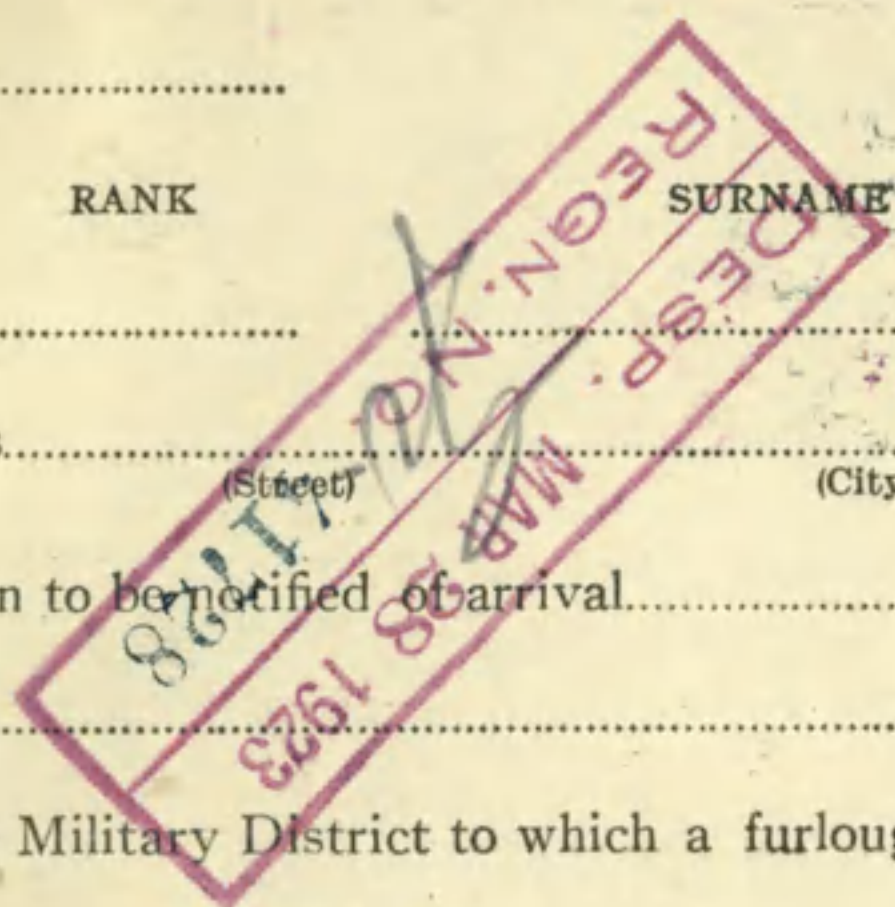 RANK SURNAME
(Street) (City
n to be notified of arrival
Military District to which a furloug
REGN. NO.
DESP. MAR 28 1923